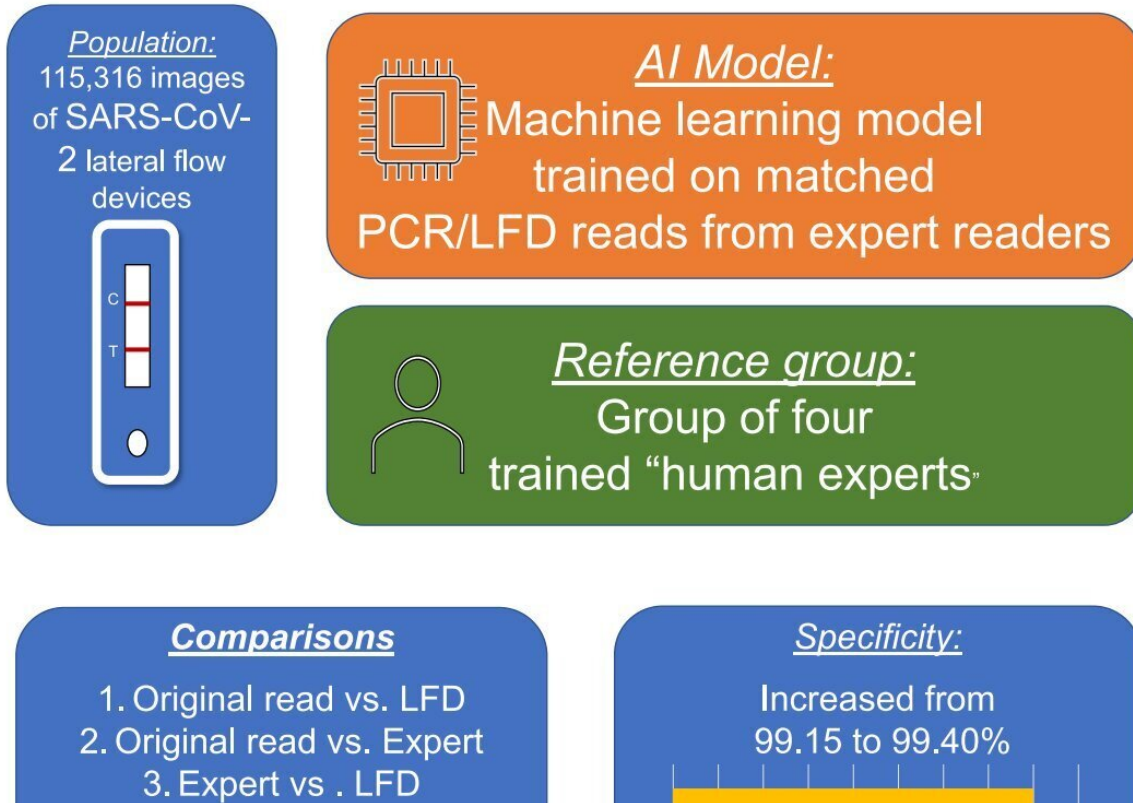 Population:
115,316 images
of SARS-CoV-
2 lateral flow
devices
C
T
AI Model:
Machine learning model
trained on matched
PCR/LFD reads from expert readers
Reference group:
Group of four
trained “human experts”
Comparisons
1. Original read vs. LFD
2. Original read vs. Expert
3. Expert vs . LFD
Specificity:
Increased from
99.15 to 99.40%